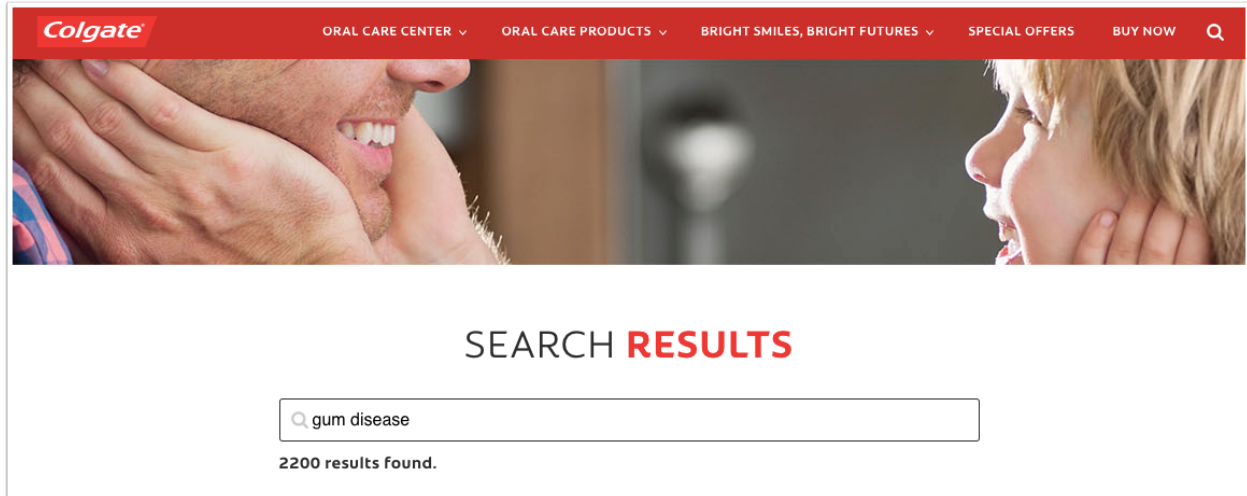 Colgate®
ORAL CARE CENTER ORAL CARE PRODUCTS BRIGHT SMILES, BRIGHT FUTURES SPECIAL OFFERS BUY NOW
SEARCH RESULTS
gum disease
2200 results found.